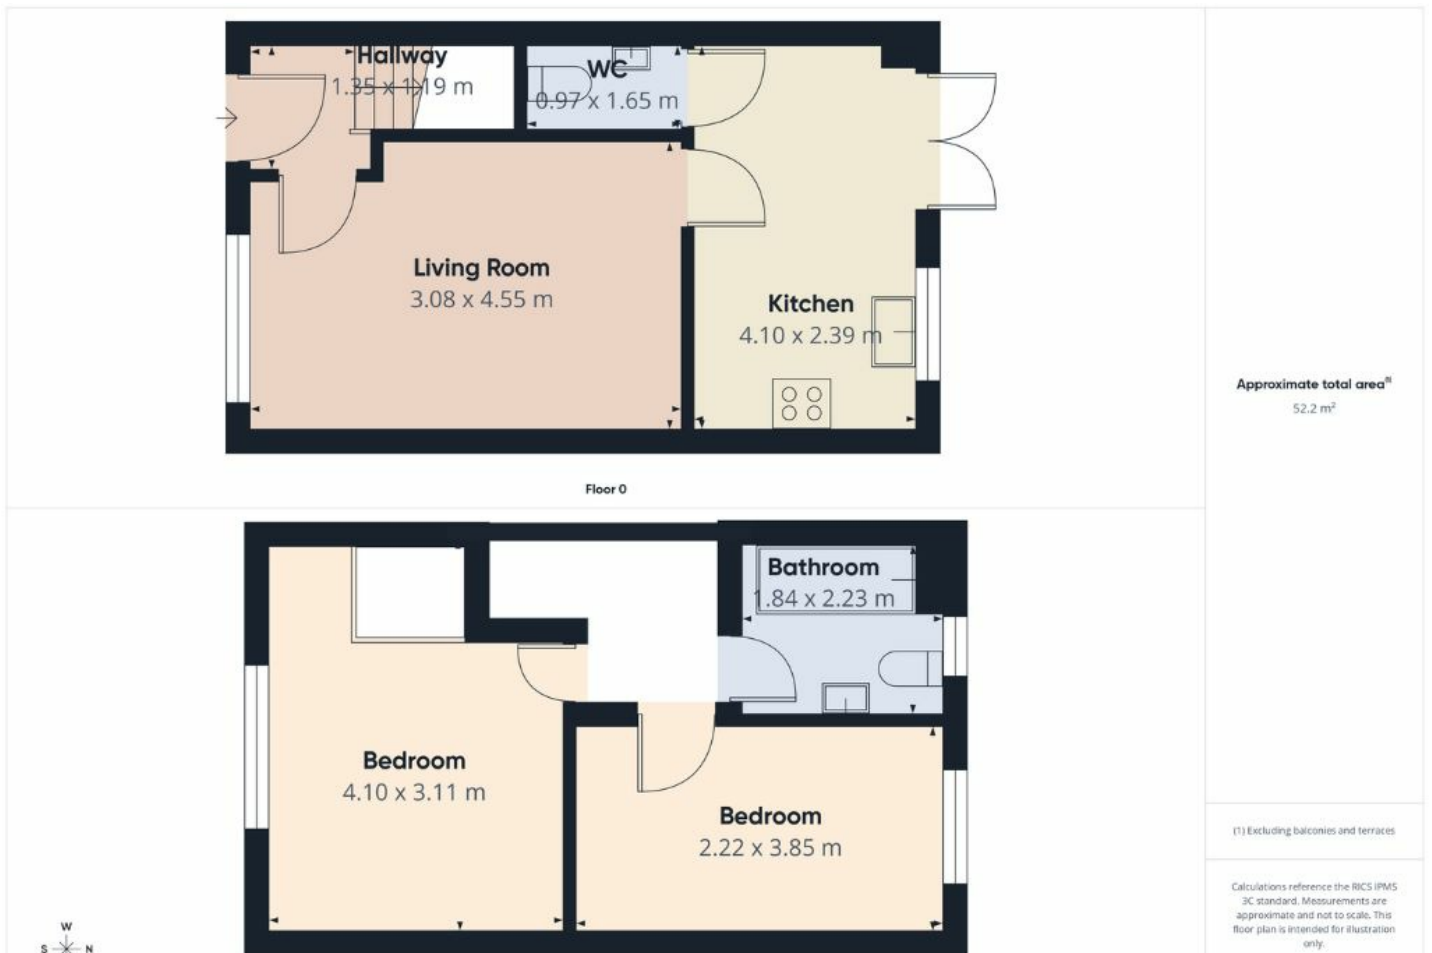 Hallway
1.35 x 1.19 m
WC
0.97 x 1.65 m
Living Room
3.08 x 4.55 m
Kitchen
4.10 x 2.39 m
Floor 0
Approximate total area⁽¹⁾
52.2 m²
Bathroom
1.84 x 2.23 m
Bedroom
4.10 x 3.11 m
Bedroom
2.22 x 3.85 m
W
S N
(1) Excluding balconies and terraces
Calculations reference the RICS IPMS
3C standard. Measurements are
approximate and not to scale. This
floor plan is intended for illustration
only.